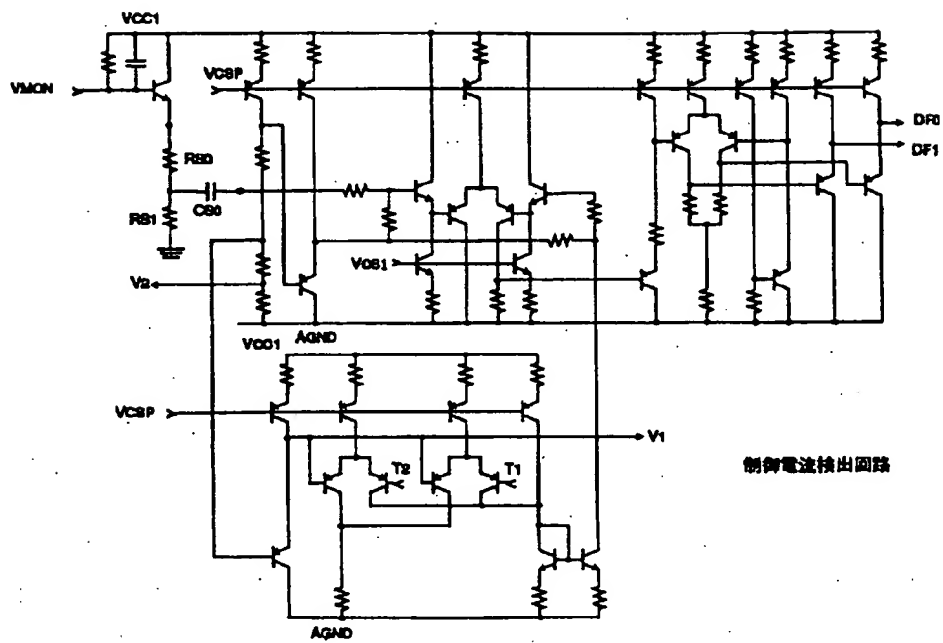 VCC1
VMON
VCSP
DF0
DF1
RS0
CS0
RS1
VCS1
V2
VCC1
AGND
VCSP
V1
T2
T1
制御電流検出回路
AGND